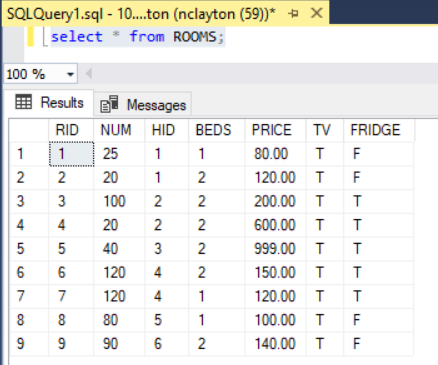 SQLQuery1.sql - 10....ton (nclayton (59))*
select * from ROOMS;
100 %
Results Messages
RID NUM HID BEDS PRICE TV FRIDGE
1 1 25 1 1 80.00 T F
2 2 20 1 2 120.00 T F
3 3 100 2 2 200.00 T T
4 4 20 2 2 600.00 T T
5 5 40 3 2 999.00 T T
6 6 120 4 2 150.00 T T
7 7 120 4 1 120.00 T T
8 8 80 5 1 100.00 T F
9 9 90 6 2 140.00 T F